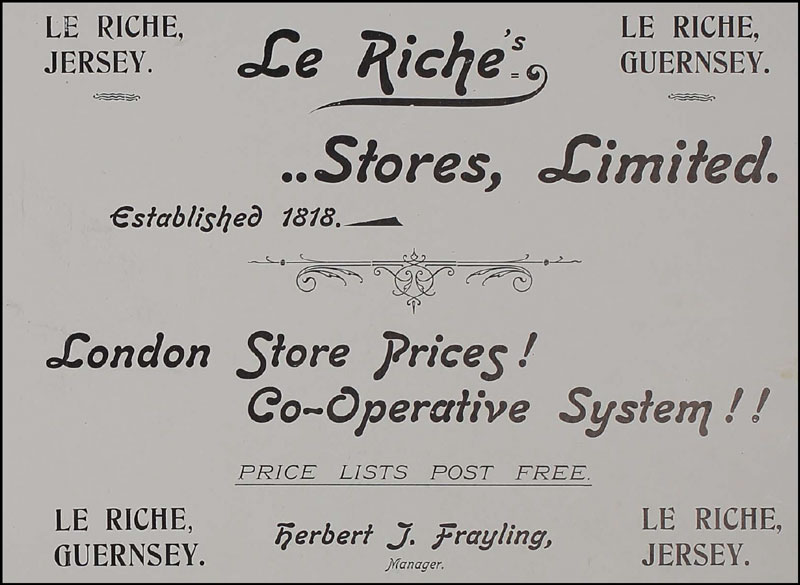 LE RICHE,
JERSEY.
Le Riche's
LE RICHE,
GUERNSEY.
..Stores, Limited.
Established 1818.
London Store Prices!
Co-Operative System!!
PRICE LISTS POST FREE.
LE RICHE,
GUERNSEY.
Herbert J. Frayling,
Manager.
LE RICHE,
JERSEY.